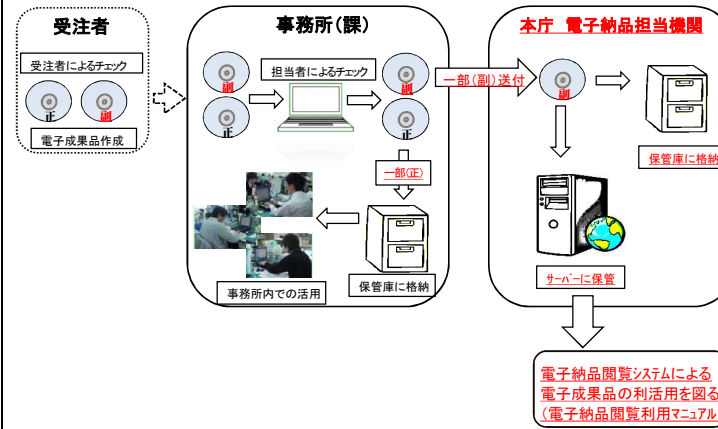 受注者
受注者によるチェック
正
副
電子成果品作成
事務所(課)
副
正
担当者によるチェック
副
正
一部(正)
保管庫に格納
事務所内での活用
一部(副)送付
本庁 電子納品担当機関
副
保管庫に格納
サーバーに保管
電子納品閲覧システムによる
電子成果品の利活用を図る
(電子納品閲覧利用マニュアル